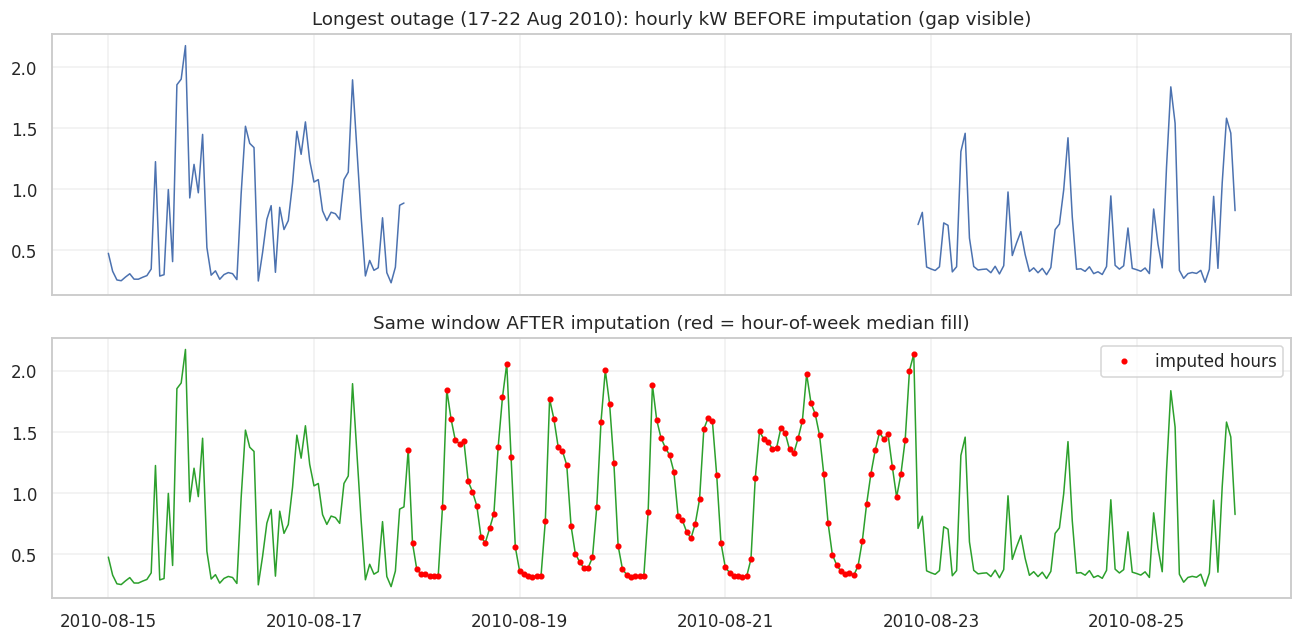 Longest outage (17-22 Aug 2010): hourly kW BEFORE imputation (gap visible)
2.0
1.5
1.0
0.5
Same window AFTER imputation (red = hour-of-week median fill)
imputed hours
2.0
1.5
1.0
0.5
2010-08-15 2010-08-17 2010-08-19 2010-08-21 2010-08-23 2010-08-25